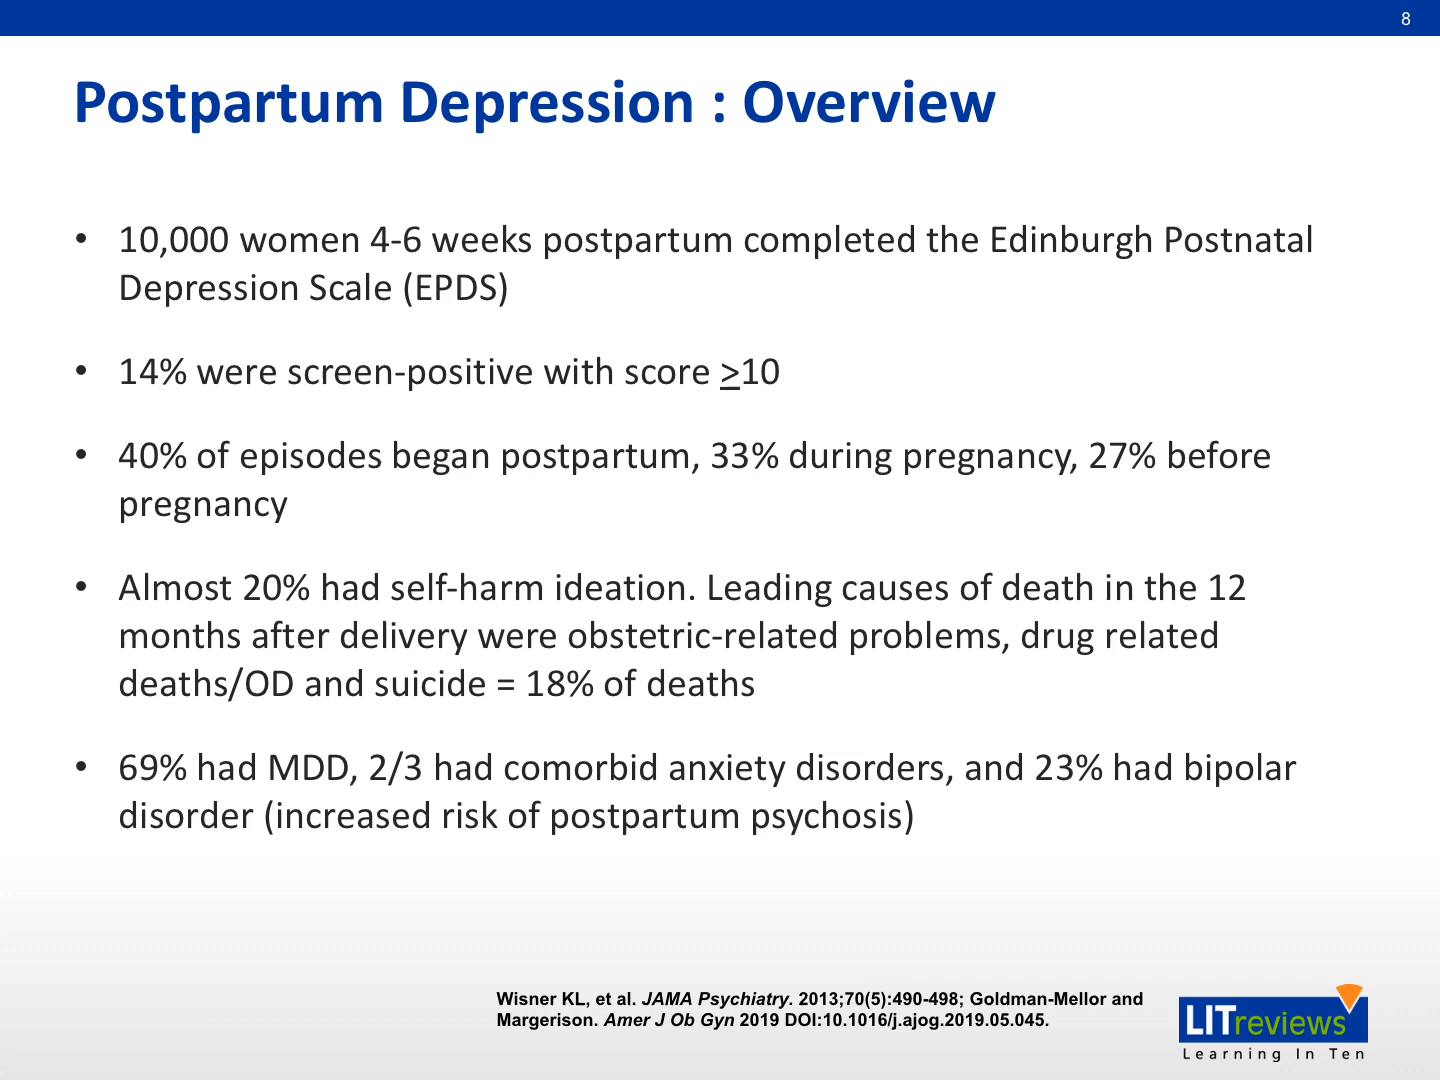 8
Postpartum Depression : Overview
• 10,000 women 4-6 weeks postpartum completed the Edinburgh Postnatal
Depression Scale (EPDS)
• 14% were screen-positive with score ≥10
• 40% of episodes began postpartum, 33% during pregnancy, 27% before
pregnancy
• Almost 20% had self-harm ideation. Leading causes of death in the 12
months after delivery were obstetric-related problems, drug related
deaths/OD and suicide = 18% of deaths
• 69% had MDD, 2/3 had comorbid anxiety disorders, and 23% had bipolar
disorder (increased risk of postpartum psychosis)
Wisner KL, et al. JAMA Psychiatry. 2013;70(5):490-498; Goldman-Mellor and
Margerison. Amer J Ob Gyn 2019 DOI:10.1016/j.ajog.2019.05.045.
LITreviews
Learning In Ten